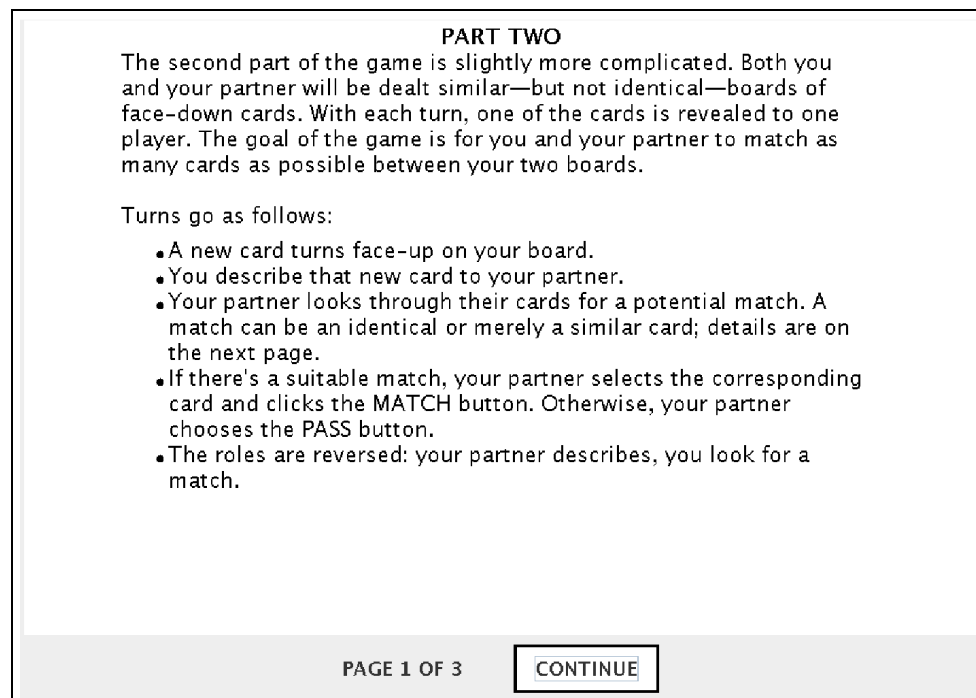 PART TWO
The second part of the game is slightly more complicated. Both you
and your partner will be dealt similar—but not identical—boards of
face-down cards. With each turn, one of the cards is revealed to one
player. The goal of the game is for you and your partner to match as
many cards as possible between your two boards.
Turns go as follows:
• A new card turns face-up on your board.
• You describe that new card to your partner.
• Your partner looks through their cards for a potential match. A
match can be an identical or merely a similar card; details are on
the next page.
• If there's a suitable match, your partner selects the corresponding
card and clicks the MATCH button. Otherwise, your partner
chooses the PASS button.
• The roles are reversed: your partner describes, you look for a
match.
PAGE 1 OF 3 CONTINUE